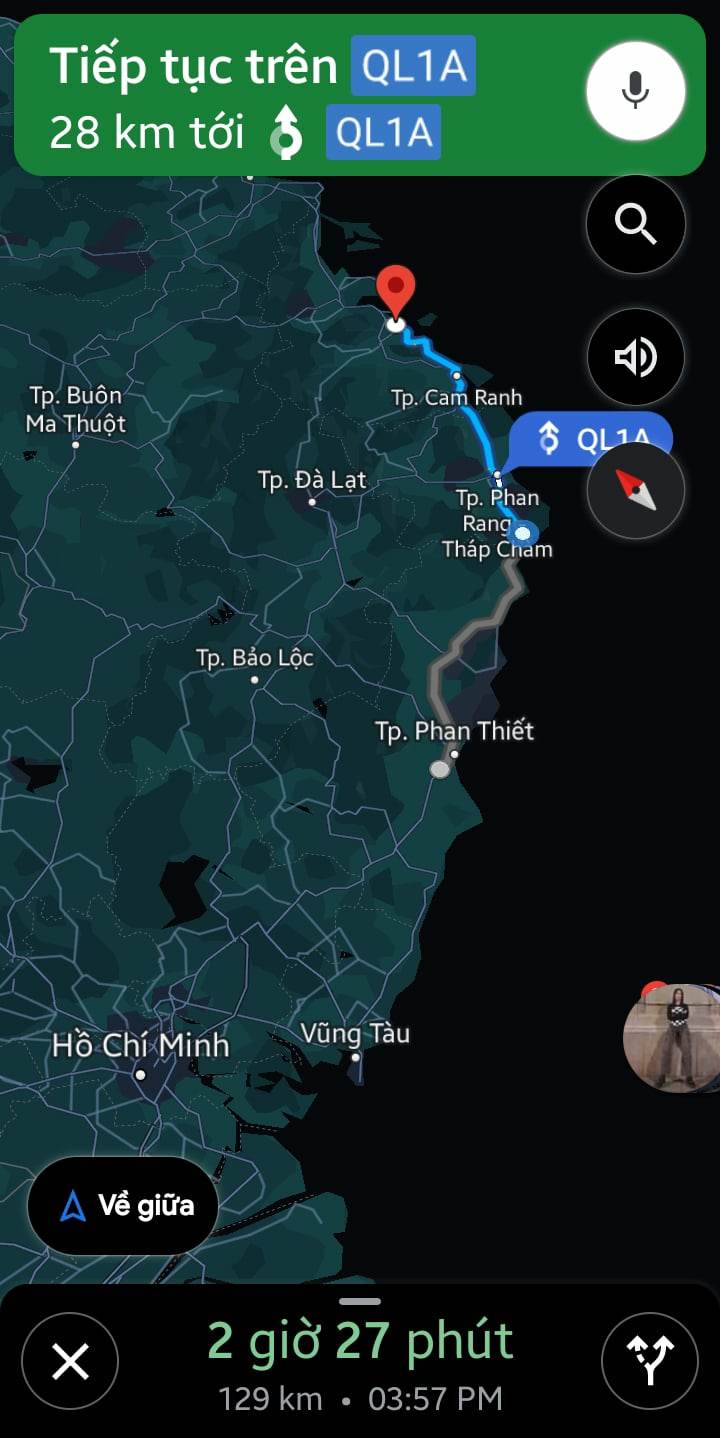 Tiếp tục trên QL1A
28 km tới QL1A
Tp. Buôn
Ma Thuột
Tp. Cam Ranh
QL1A
Tp. Đà Lạt
Tp. Phan
Rang
Tháp Chàm
Tp. Bảo Lộc
Tp. Phan Thiết
Hồ Chí Minh
Vũng Tàu
Về giữa
2 giờ 27 phút
129 km • 03:57 PM